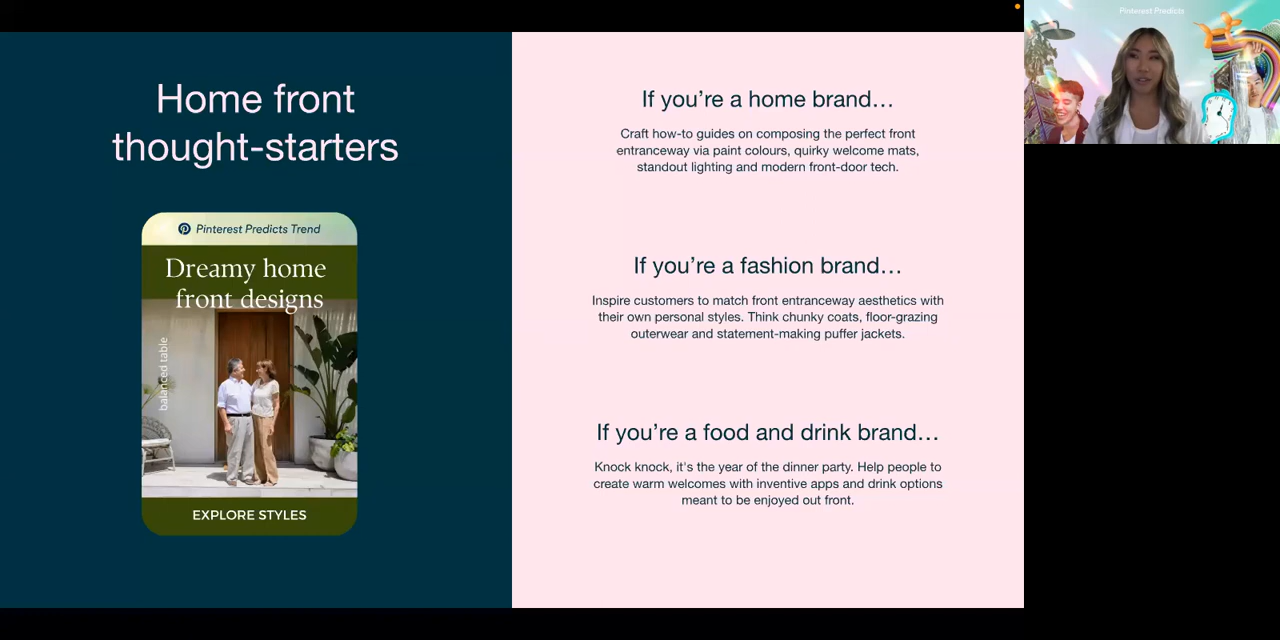 Home front
thought-starters
Pinterest Predicts Trend
Dreamy home
front designs
balanced table
EXPLORE STYLES
If you’re a home brand…
Craft how-to guides on composing the perfect front
entranceway via paint colours, quirky welcome mats,
standout lighting and modern front-door tech.
If you’re a fashion brand…
Inspire customers to match front entranceway aesthetics with
their own personal styles. Think chunky coats, floor-grazing
outerwear and statement-making puffer jackets.
If you’re a food and drink brand…
Knock knock, it's the year of the dinner party. Help people to
create warm welcomes with inventive apps and drink options
meant to be enjoyed out front.
Pinterest Predicts